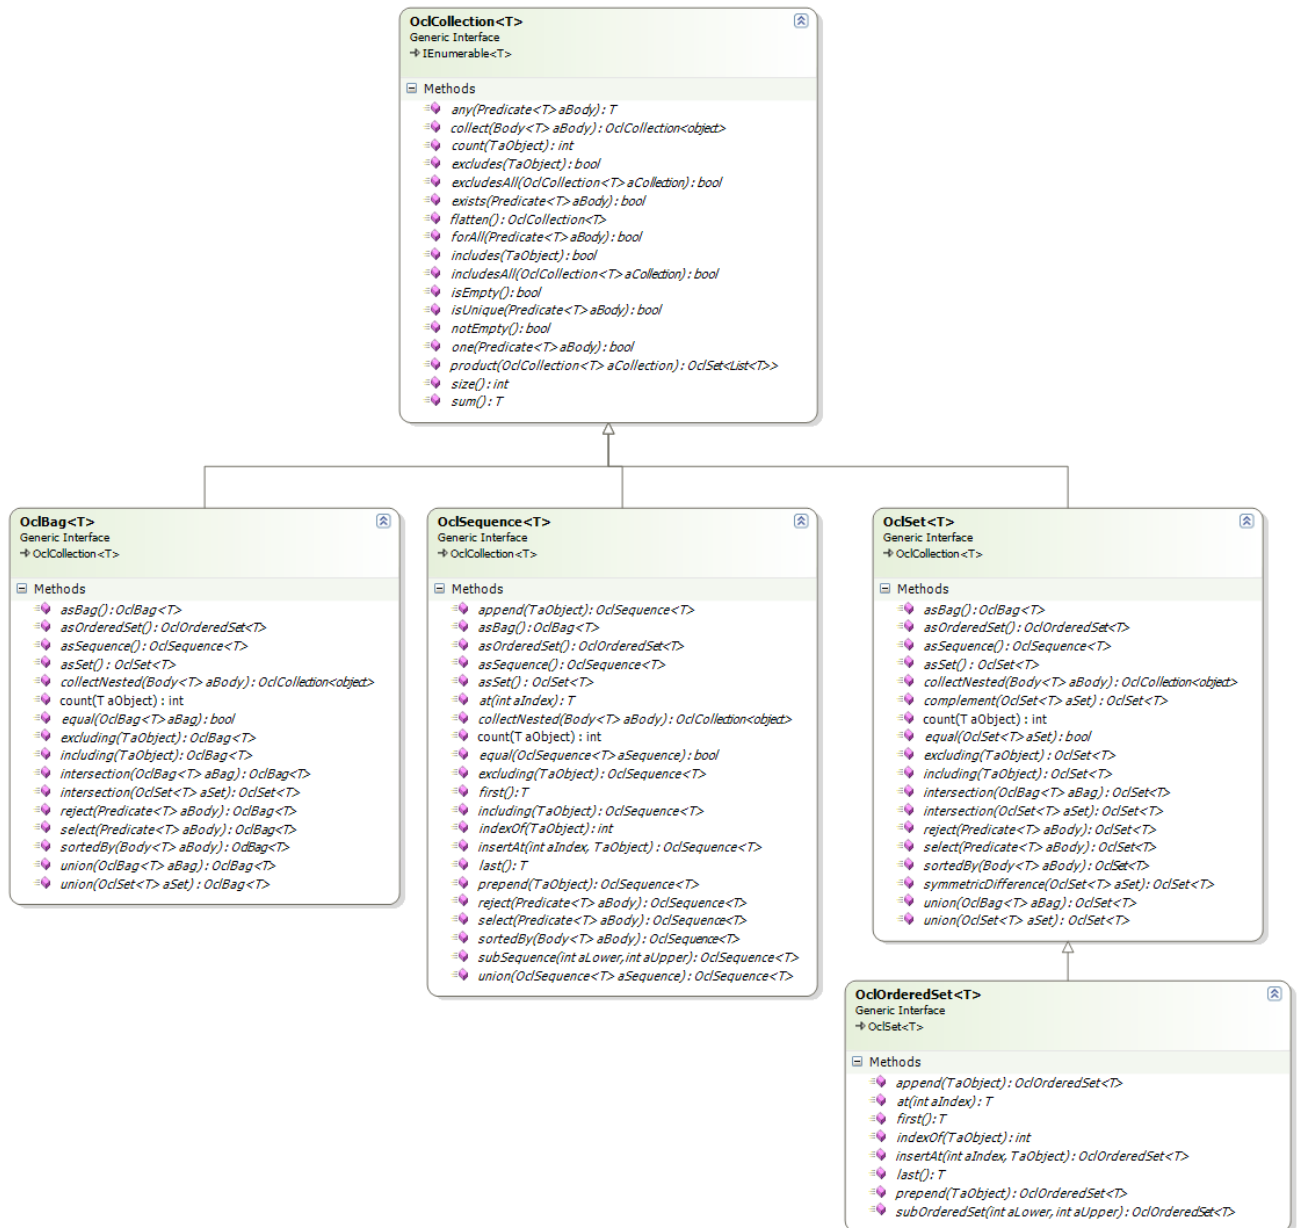 OclCollection<T>
Generic Interface
IEnumerable<T>
Methods
any(Predicate<T> aBody) : T
collect(Body<T> aBody) : OclCollection<object>
count(T aObject) : int
excludes(T aObject) : bool
excludesAll(OclCollection<T> aCollection) : bool
exists(Predicate<T> aBody) : bool
flatten() : OclCollection<T>
forAll(Predicate<T> aBody) : bool
includes(T aObject) : bool
includesAll(OclCollection<T> aCollection) : bool
isEmpty() : bool
isUnique(Predicate<T> aBody) : bool
notEmpty() : bool
one(Predicate<T> aBody) : bool
product(OclCollection<T> aCollection) : OclSet<List<T>>
size() : int
sum() : T
OclBag<T>
Generic Interface
OclCollection<T>
Methods
asBag() : OclBag<T>
asOrderedSet() : OclOrderedSet<T>
asSequence() : OclSequence<T>
asSet() : OclSet<T>
collectNested(Body<T> aBody) : OclCollection<object>
count(T aObject) : int
equal(OclBag<T> aBag) : bool
excluding(T aObject) : OclBag<T>
including(T aObject) : OclBag<T>
intersection(OclBag<T> aBag) : OclBag<T>
intersection(OclSet<T> aSet) : OclSet<T>
reject(Predicate<T> aBody) : OclBag<T>
select(Predicate<T> aBody) : OclBag<T>
sortedBy(Body<T> aBody) : OclBag<T>
union(OclBag<T> aBag) : OclBag<T>
union(OclSet<T> aSet) : OclBag<T>
OclSequence<T>
Generic Interface
OclCollection<T>
Methods
append(T aObject) : OclSequence<T>
asBag() : OclBag<T>
asOrderedSet() : OclOrderedSet<T>
asSequence() : OclSequence<T>
asSet() : OclSet<T>
at(int aIndex) : T
collectNested(Body<T> aBody) : OclCollection<object>
count(T aObject) : int
equal(OclSequence<T> aSequence) : bool
excluding(T aObject) : OclSequence<T>
first() : T
including(T aObject) : OclSequence<T>
indexOf(T aObject) : int
insertAt(int aIndex, T aObject) : OclSequence<T>
last() : T
prepend(T aObject) : OclSequence<T>
reject(Predicate<T> aBody) : OclSequence<T>
select(Predicate<T> aBody) : OclSequence<T>
sortedBy(Body<T> aBody) : OclSequence<T>
subSequence(int aLower, int aUpper) : OclSequence<T>
union(OclSequence<T> aSequence) : OclSequence<T>
OclSet<T>
Generic Interface
OclCollection<T>
Methods
asBag() : OclBag<T>
asOrderedSet() : OclOrderedSet<T>
asSequence() : OclSequence<T>
asSet() : OclSet<T>
collectNested(Body<T> aBody) : OclCollection<object>
complement(OclSet<T> aSet) : OclSet<T>
count(T aObject) : int
equal(OclSet<T> aSet) : bool
excluding(T aObject) : OclSet<T>
including(T aObject) : OclSet<T>
intersection(OclBag<T> aBag) : OclSet<T>
intersection(OclSet<T> aSet) : OclSet<T>
reject(Predicate<T> aBody) : OclSet<T>
select(Predicate<T> aBody) : OclSet<T>
sortedBy(Body<T> aBody) : OclSet<T>
symmetricDifference(OclSet<T> aSet) : OclSet<T>
union(OclBag<T> aBag) : OclSet<T>
union(OclSet<T> aSet) : OclSet<T>
OclOrderedSet<T>
Generic Interface
OclSet<T>
Methods
append(T aObject) : OclOrderedSet<T>
at(int aIndex) : T
first() : T
indexOf(T aObject) : int
insertAt(int aIndex, T aObject) : OclOrderedSet<T>
last() : T
prepend(T aObject) : OclOrderedSet<T>
subOrderedSet(int aLower, int aUpper) : OclOrderedSet<T>